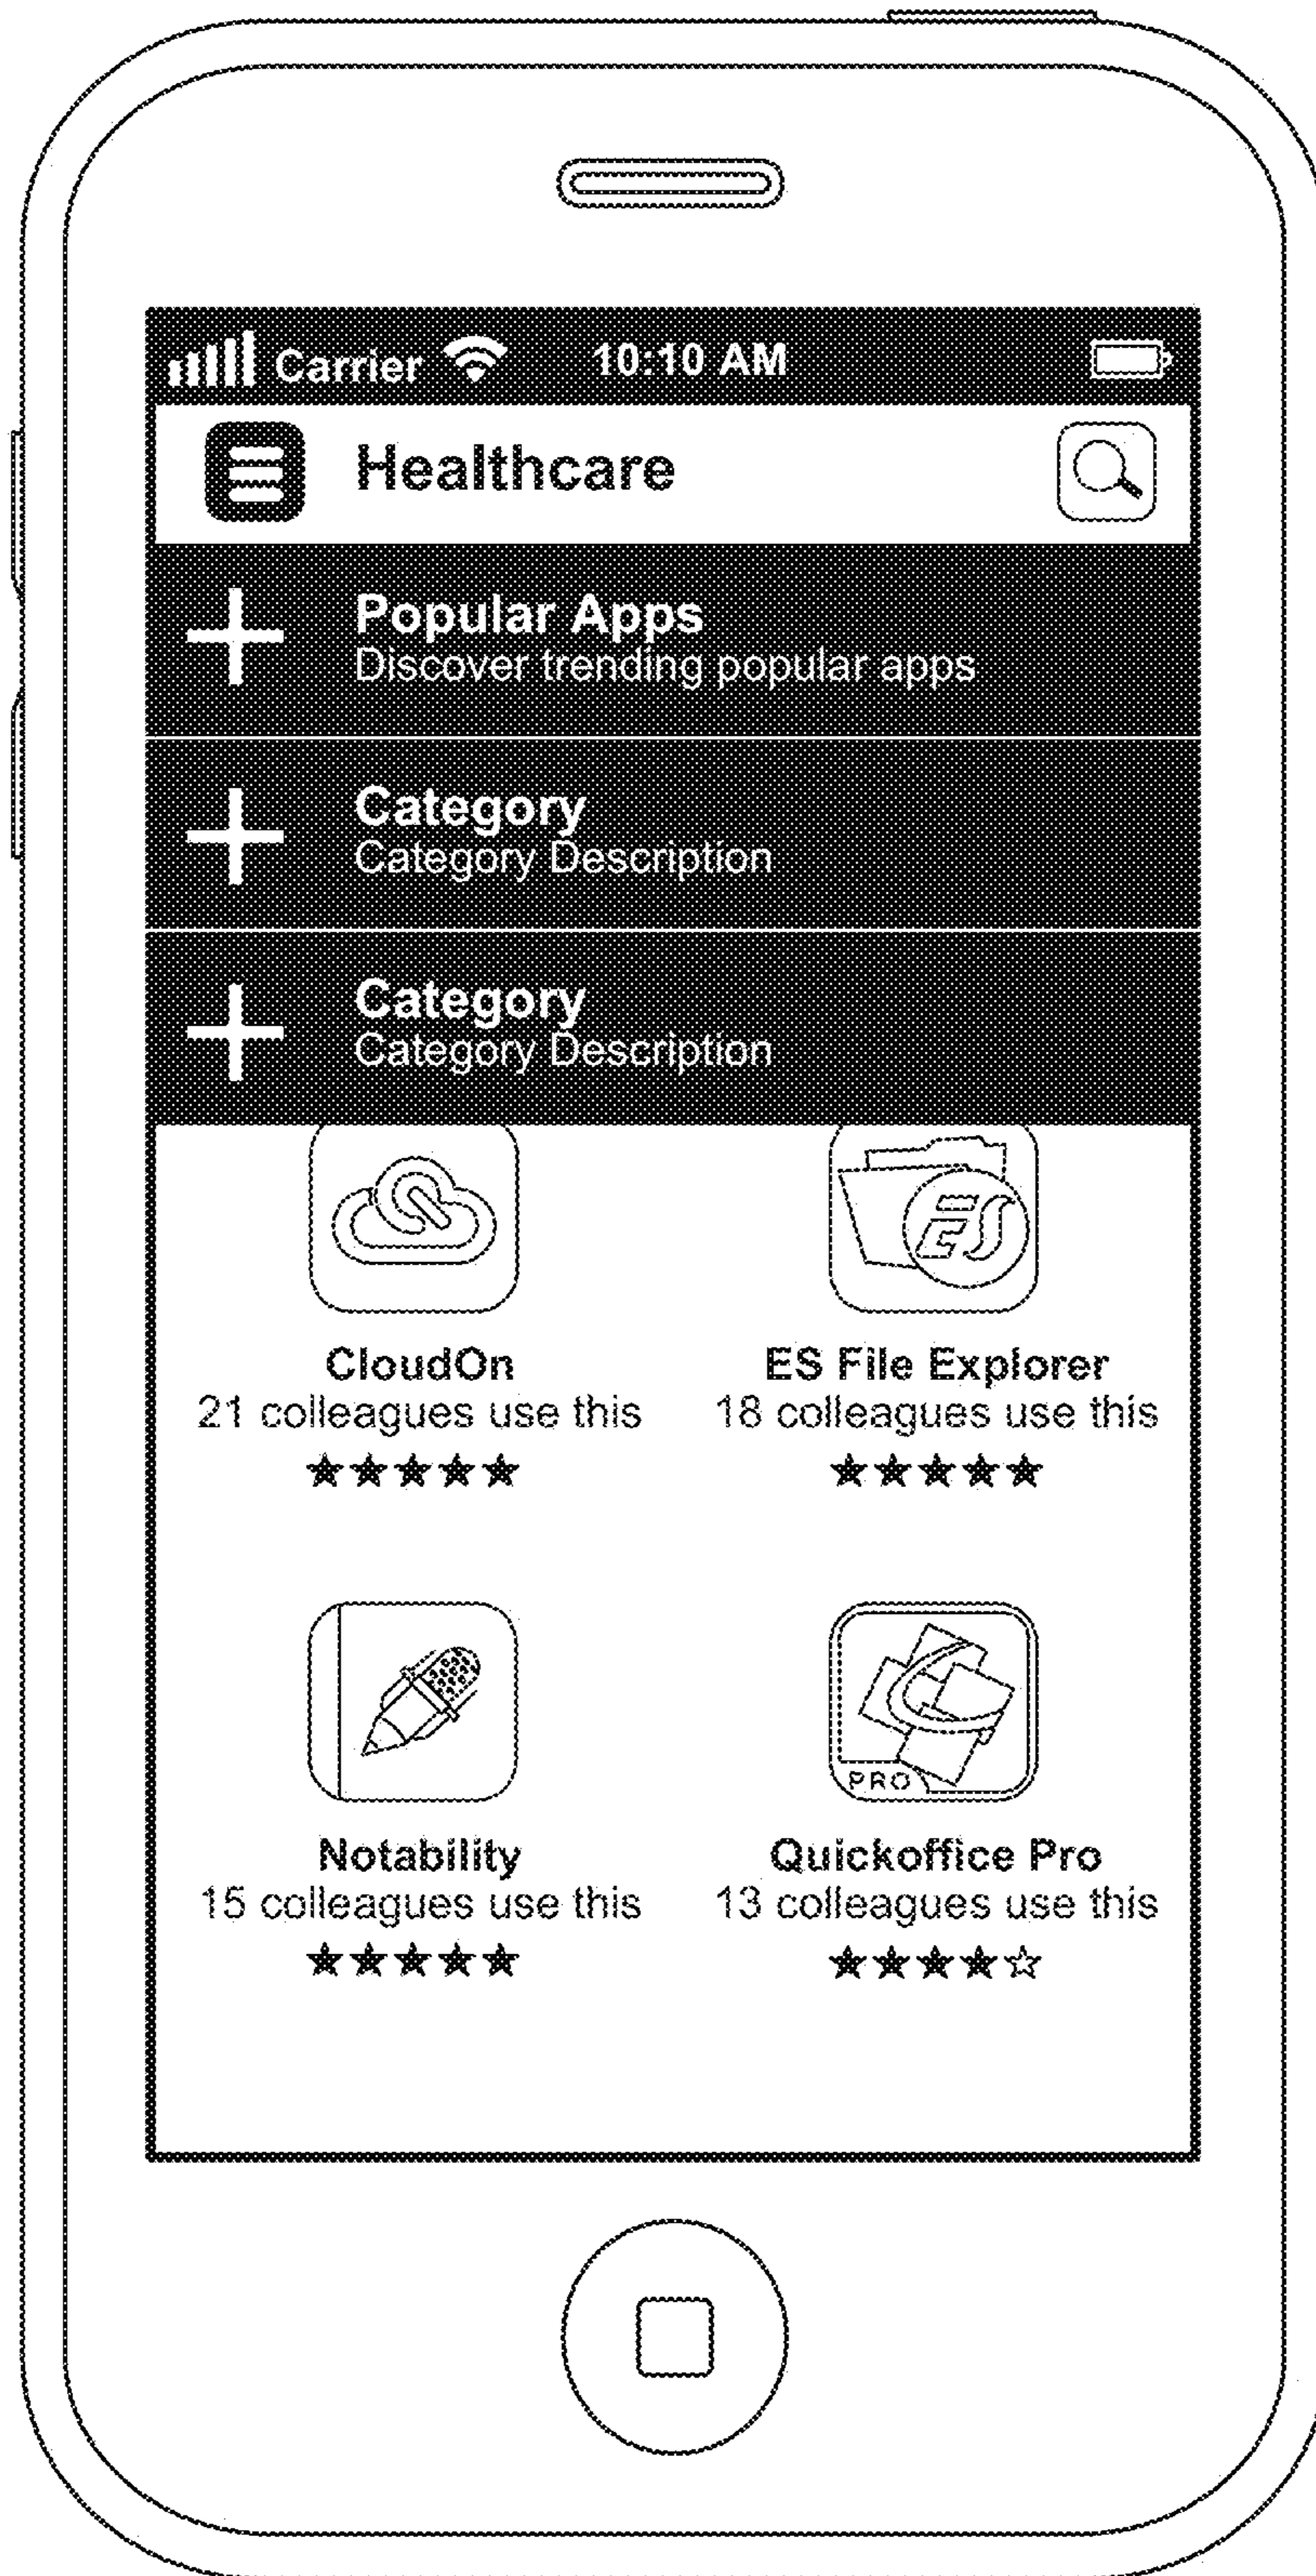 Carrier 10:10 AM
Healthcare
Popular Apps
Discover trending popular apps
Category
Category Description
Category
Category Description
ES
CloudOn ES File Explorer
21 colleagues use this 18 colleagues use this
PRO
Notability Quickoffice Pro
15 colleagues use this 13 colleagues use this